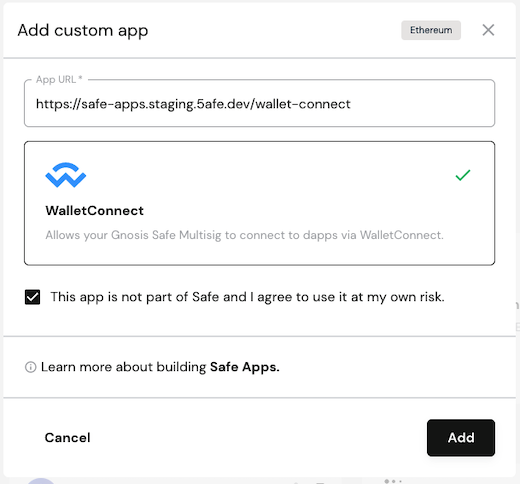 Add custom app
Ethereum
App URL *
https://safe-apps.staging.5afe.dev/wallet-connect
WalletConnect
Allows your Gnosis Safe Multisig to connect to dapps via WalletConnect.
This app is not part of Safe and I agree to use it at my own risk.
Learn more about building Safe Apps.
Cancel
Add